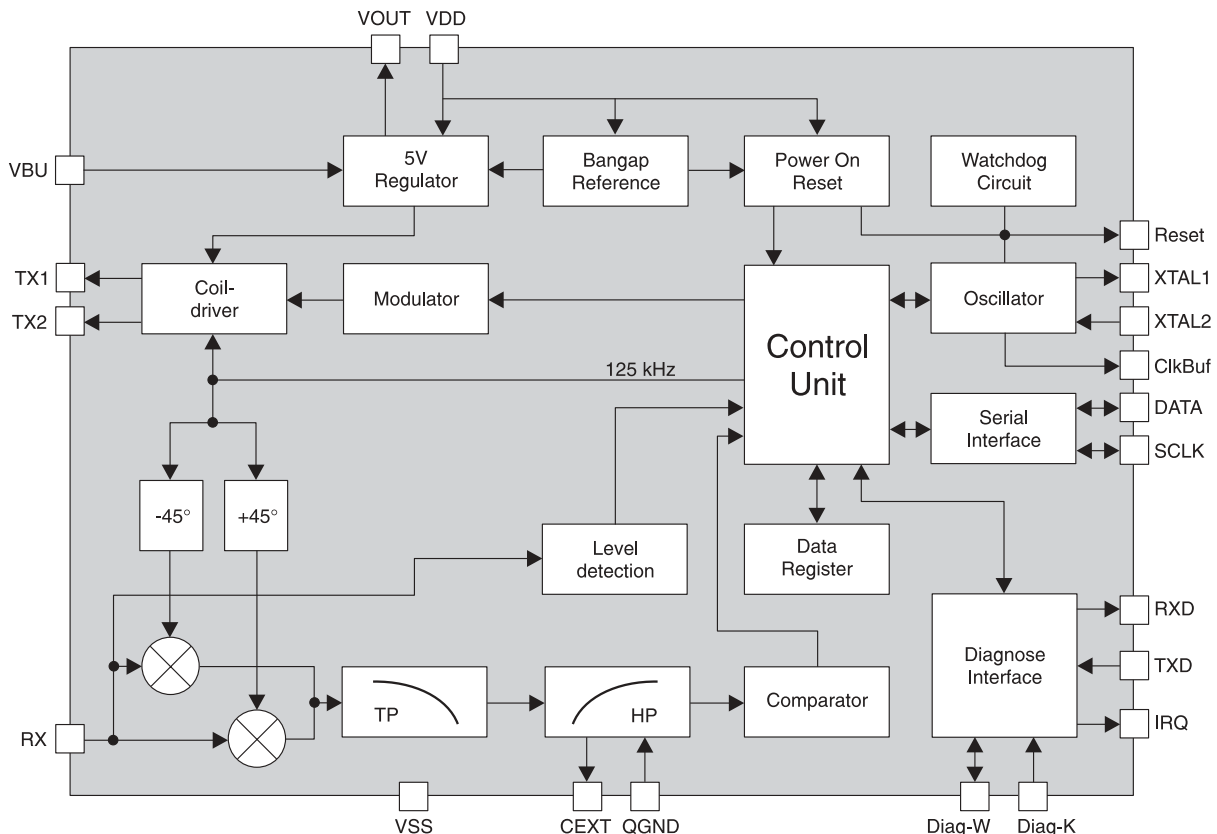 VOUT VDD
VBU
5V
Regulator
Bangap
Reference
Power On
Reset
Watchdog
Circuit
Reset
TX1
TX2
Coil-
driver
Modulator
Control
Unit
Oscillator
XTAL1
XTAL2
ClkBuf
125 kHz
Serial
Interface
DATA
SCLK
-45°
+45°
Level
detection
Data
Register
Diagnose
Interface
RXD
TXD
IRQ
RX
TP
HP
Comparator
VSS
CEXT
QGND
Diag-W
Diag-K